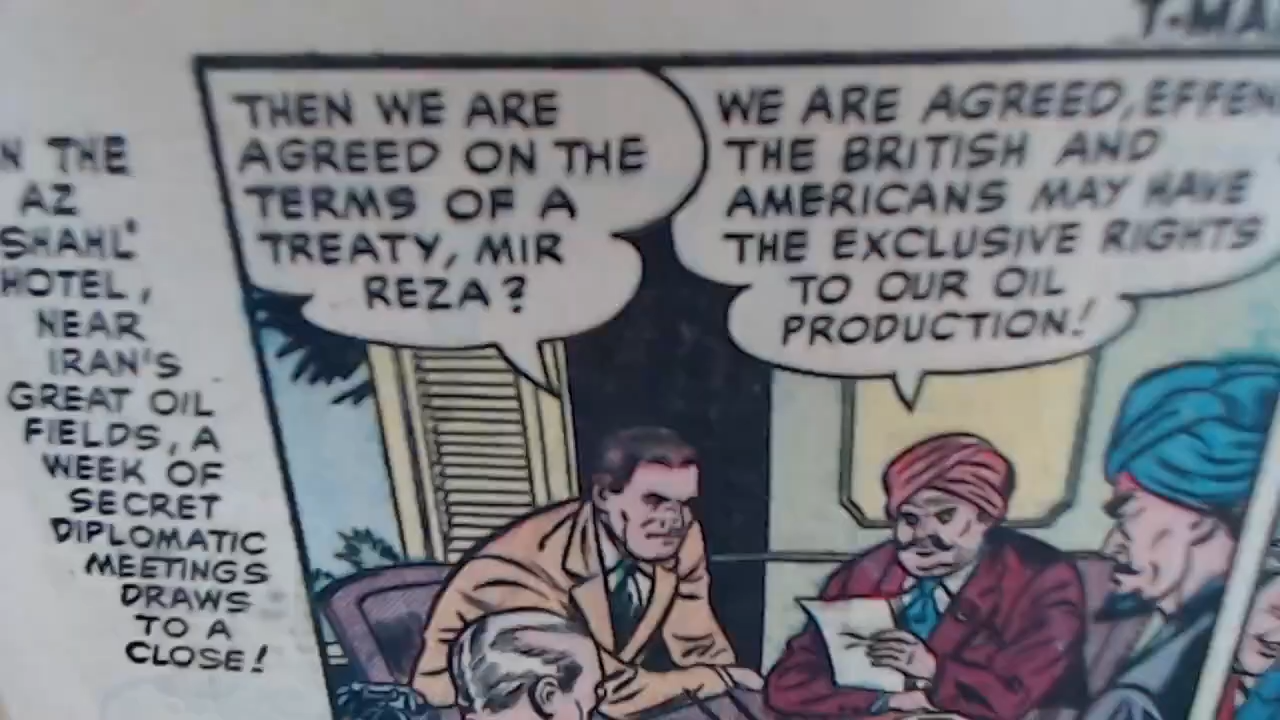 T-MA
N THE
AZ
SHAHL"
HOTEL,
NEAR
IRAN'S
GREAT OIL
FIELDS, A
WEEK OF
SECRET
DIPLOMATIC
MEETINGS
DRAWS
TO A
CLOSE!
THEN WE ARE
AGREED ON THE
TERMS OF A
TREATY, MIR
REZA?
WE ARE AGREED, EFFEN
THE BRITISH AND
AMERICANS MAY HAVE
THE EXCLUSIVE RIGHTS
TO OUR OIL
PRODUCTION!